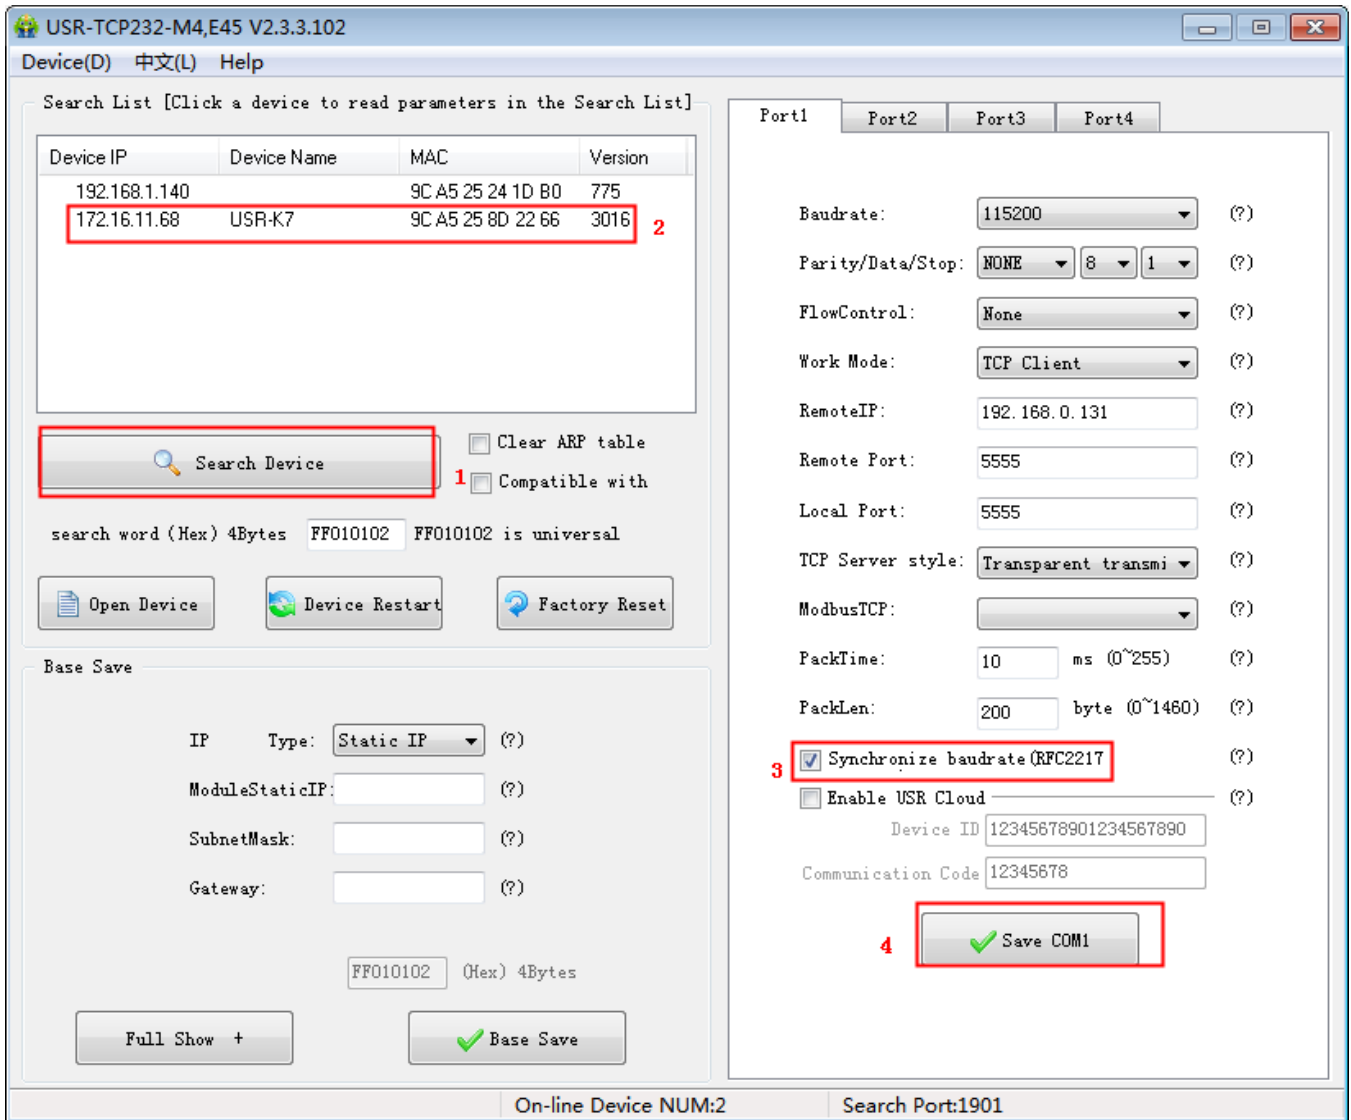 USR-TCP232-M4,E45 V2.3.3.102
Device(D) 中文(L) Help
Search List [Click a device to read parameters in the Search List]
Device IP Device Name MAC Version
192.168.1.140 9C A5 25 24 1D B0 775
172.16.11.68 USR-K7 9C A5 25 8D 22 66 3016 2
Search Device
Clear ARP table
1 Compatible with
search word (Hex) 4Bytes FF010102 FF010102 is universal
Open Device Device Restart Factory Reset
Base Save
IP Type: Static IP (?)
ModuleStaticIP: (?)
SubnetMask: (?)
Gateway: (?)
FF010102 (Hex) 4Bytes
Full Show + Base Save
Port1 Port2 Port3 Port4
Baudrate: 115200 (?)
Parity/Data/Stop: NONE 8 1 (?)
FlowControl: None (?)
Work Mode: TCP Client (?)
RemoteIP: 192.168.0.131 (?)
Remote Port: 5555 (?)
Local Port: 5555 (?)
TCP Server style: Transparent transmi (?)
ModbusTCP: (?)
PackTime: 10 ms (0~255) (?)
PackLen: 200 byte (0~1460) (?)
3 Synchronize baudrate(RFC2217 (?)
Enable USR Cloud (?)
Device ID 12345678901234567890
Communication Code 12345678
4 Save COM1
On-line Device NUM:2 Search Port:1901